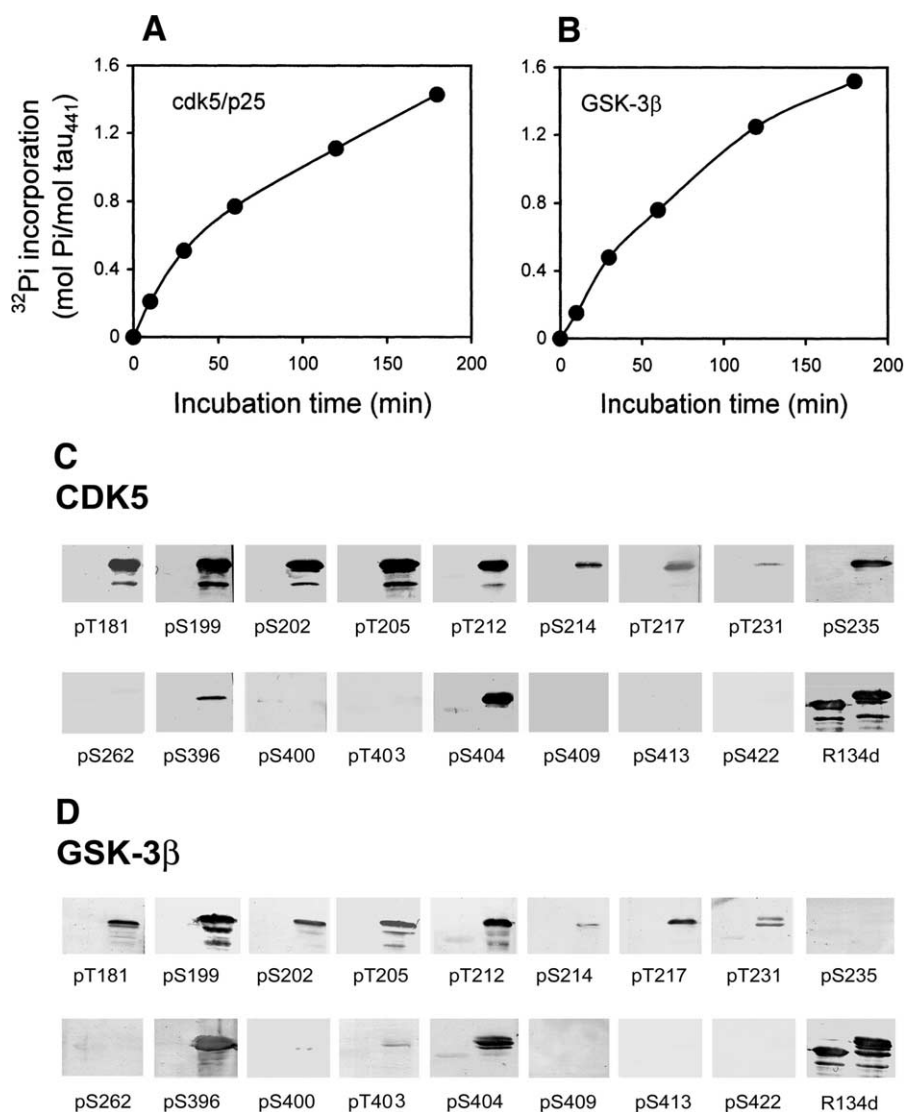 A B
1.6 1.6
cdk5/p25 GSK-3β
1.2 1.2
0.8 0.8
0.4 0.4
0 0
³²Pi incorporation
(mol Pi/mol tau₄₄₁)
0 50 100 150 200 0 50 100 150 200
Incubation time (min) Incubation time (min)
C
CDK5
pT181 pS199 pS202 pT205 pT212 pS214 pT217 pT231 pS235
pS262 pS396 pS400 pT403 pS404 pS409 pS413 pS422 R134d
D
GSK-3β
pT181 pS199 pS202 pT205 pT212 pS214 pT217 pT231 pS235
pS262 pS396 pS400 pT403 pS404 pS409 pS413 pS422 R134d